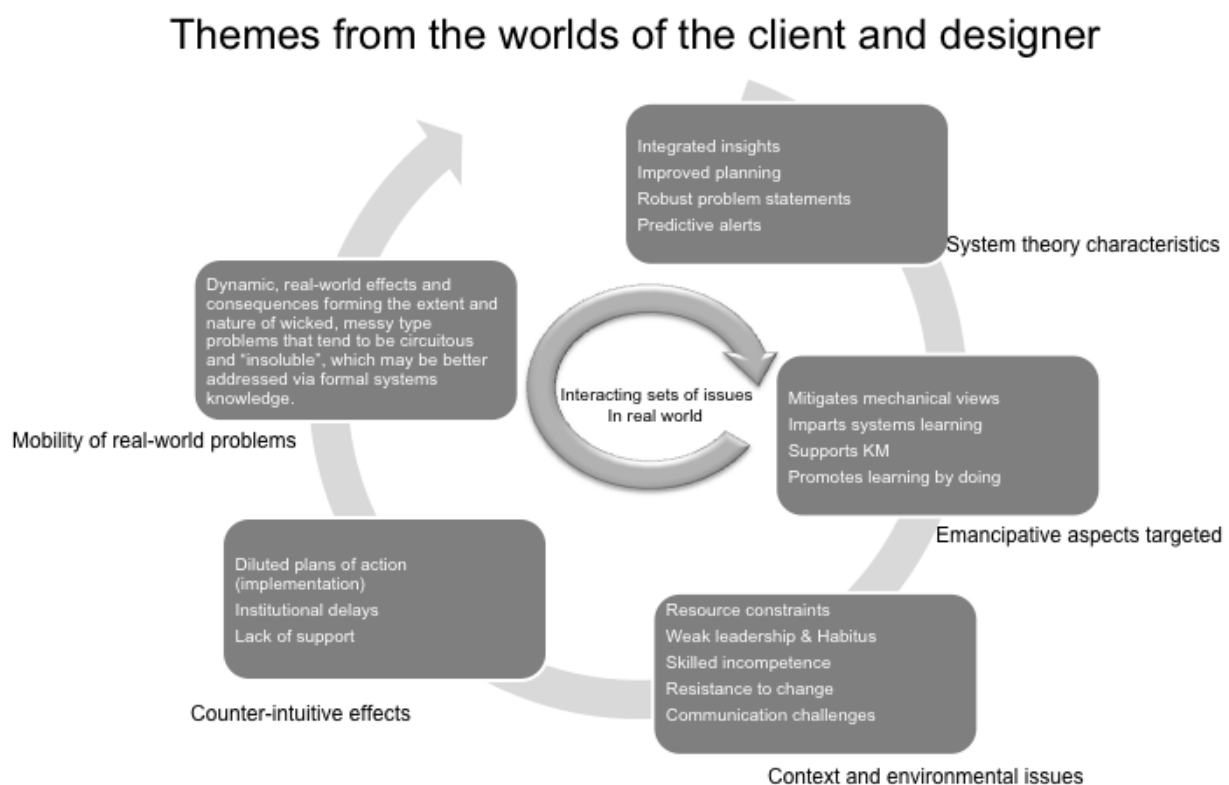 Themes from the worlds of the client and designer
Integrated insights
Improved planning
Robust problem statements
Predictive alerts
System theory characteristics
Mitigates mechanical views
Imparts systems learning
Supports KM
Promotes learning by doing
Emancipative aspects targeted
Resource constraints
Weak leadership & Habitus
Skilled incompetence
Resistance to change
Communication challenges
Context and environmental issues
Diluted plans of action
(implementation)
Institutional delays
Lack of support
Counter-intuitive effects
Dynamic, real-world effects and
consequences forming the extent and
nature of wicked, messy type
problems that tend to be circuitous
and “insoluble”, which may be better
addressed via formal systems
knowledge.
Mobility of real-world problems
Interacting sets of issues
In real world